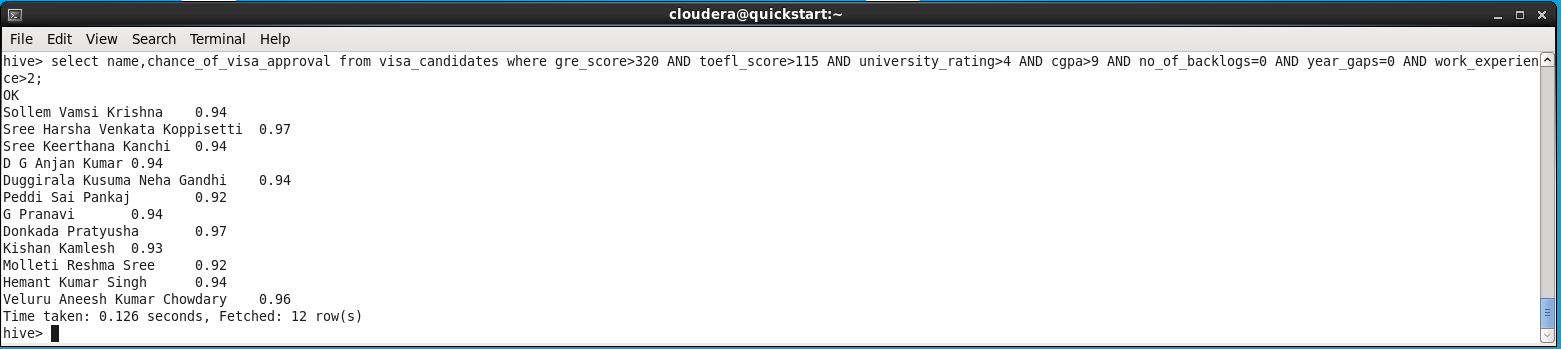 cloudera@quickstart:~
File Edit View Search Terminal Help
hive> select name,chance_of_visa_approval from visa_candidates where gre_score>320 AND toefl_score>115 AND university_rating>4 AND cgpa>9 AND no_of_backlogs=0 AND year_gaps=0 AND work_experien
ce>2;
OK
Sollem Vamsi Krishna    0.94
Sree Harsha Venkata Koppisetti  0.97
Sree Keerthana Kanchi   0.94
D G Anjan Kumar 0.94
Duggirala Kusuma Neha Gandhi    0.94
Peddi Sai Pankaj        0.92
G Pranavi       0.94
Donkada Pratyusha       0.97
Kishan Kamlesh  0.93
Molleti Reshma Sree     0.92
Hemant Kumar Singh      0.94
Veluru Aneesh Kumar Chowdary    0.96
Time taken: 0.126 seconds, Fetched: 12 row(s)
hive>